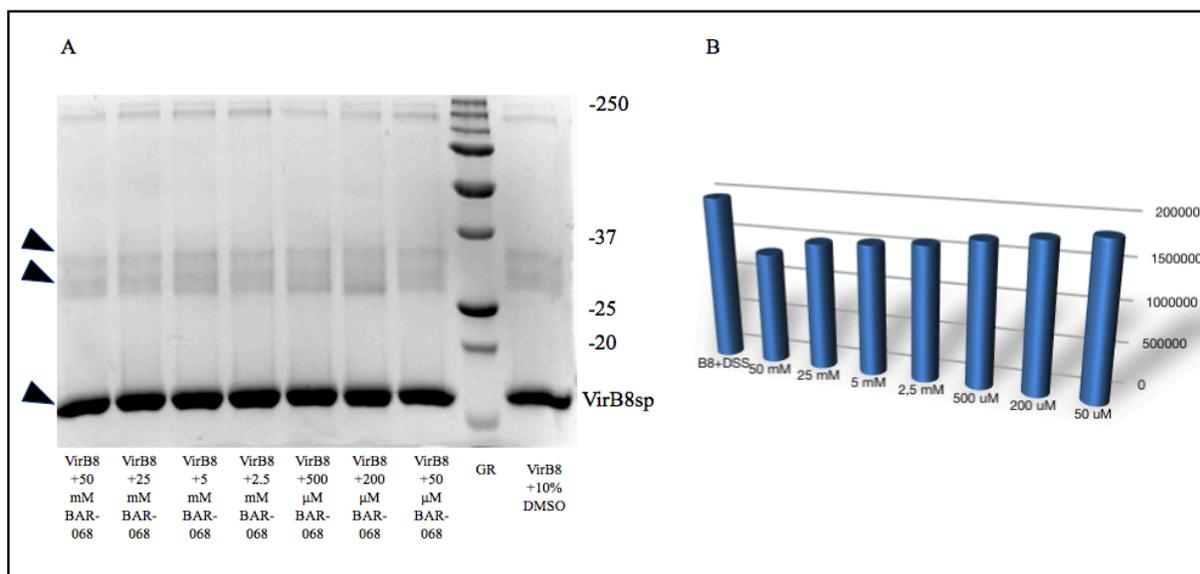 A
B
-250
-37
-25
-20
VirB8sp
VirB8
+50
mM
BAR-
068
VirB8
+25
mM
BAR-
068
VirB8
+5
mM
BAR-
068
VirB8
+2.5
mM
BAR-
068
VirB8
+500
μM
BAR-
068
VirB8
+200
μM
BAR-
068
VirB8
+50
μM
BAR-
068
GR
VirB8
+10%
DMSO
200000
1500000
1000000
500000
0
B8+DSS
50 mM
25 mM
5 mM
2,5 mM
500 uM
200 uM
50 uM